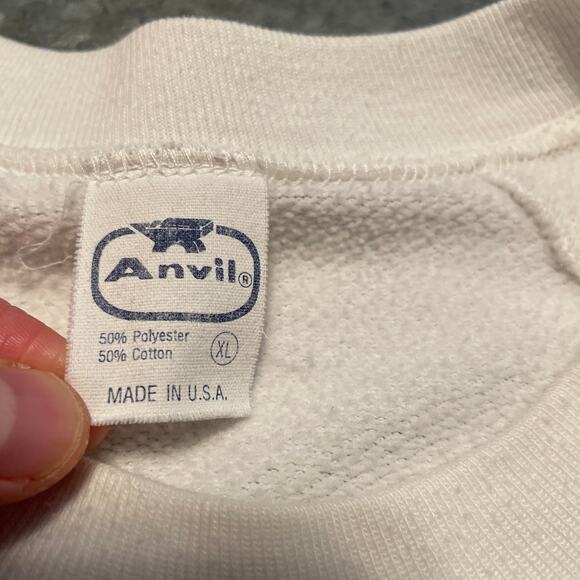 Anvil®
50% Polyester
50% Cotton
XL
MADE IN U.S.A.